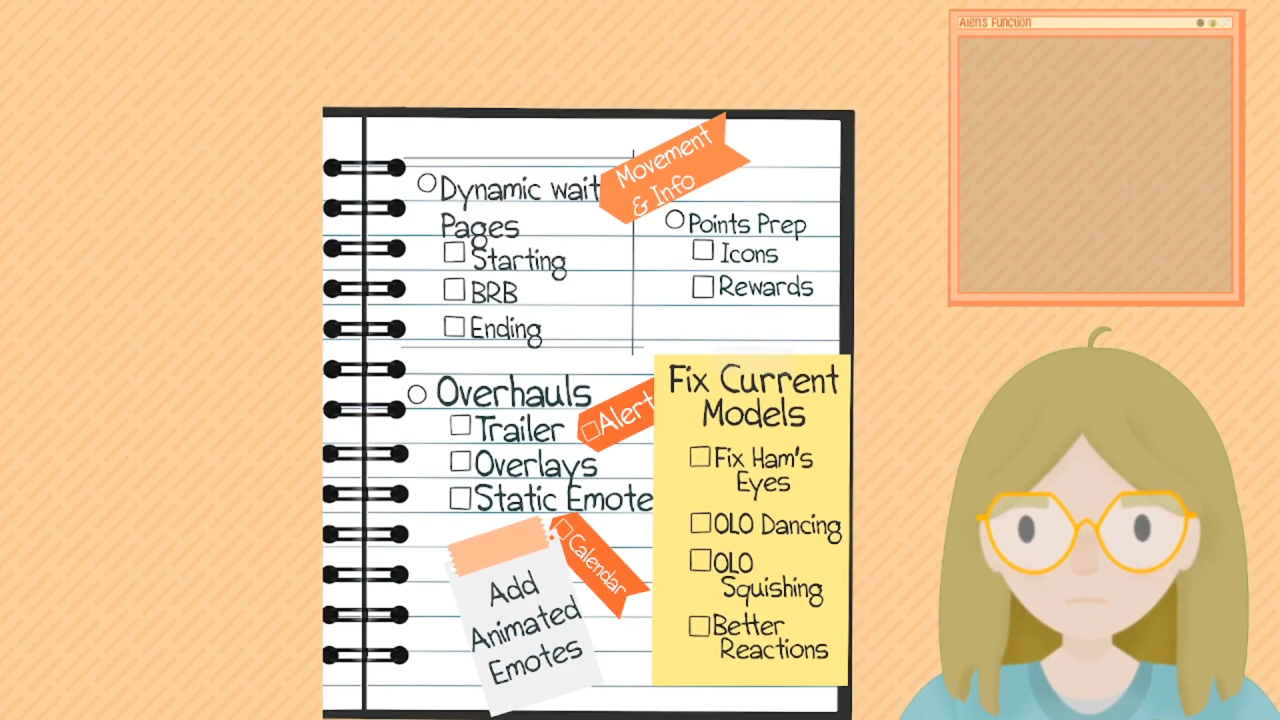 Alerts Function
Movement
& Info
Dynamic wait
Pages
Starting
BRB
Ending
Points Prep
Icons
Rewards
Overhauls
Trailer
Overlays
Static Emote
Alert
Calendar
Add
Animated
Emotes
Fix Current
Models
Fix Ham's
Eyes
OLO Dancing
OLO
Squishing
Better
Reactions